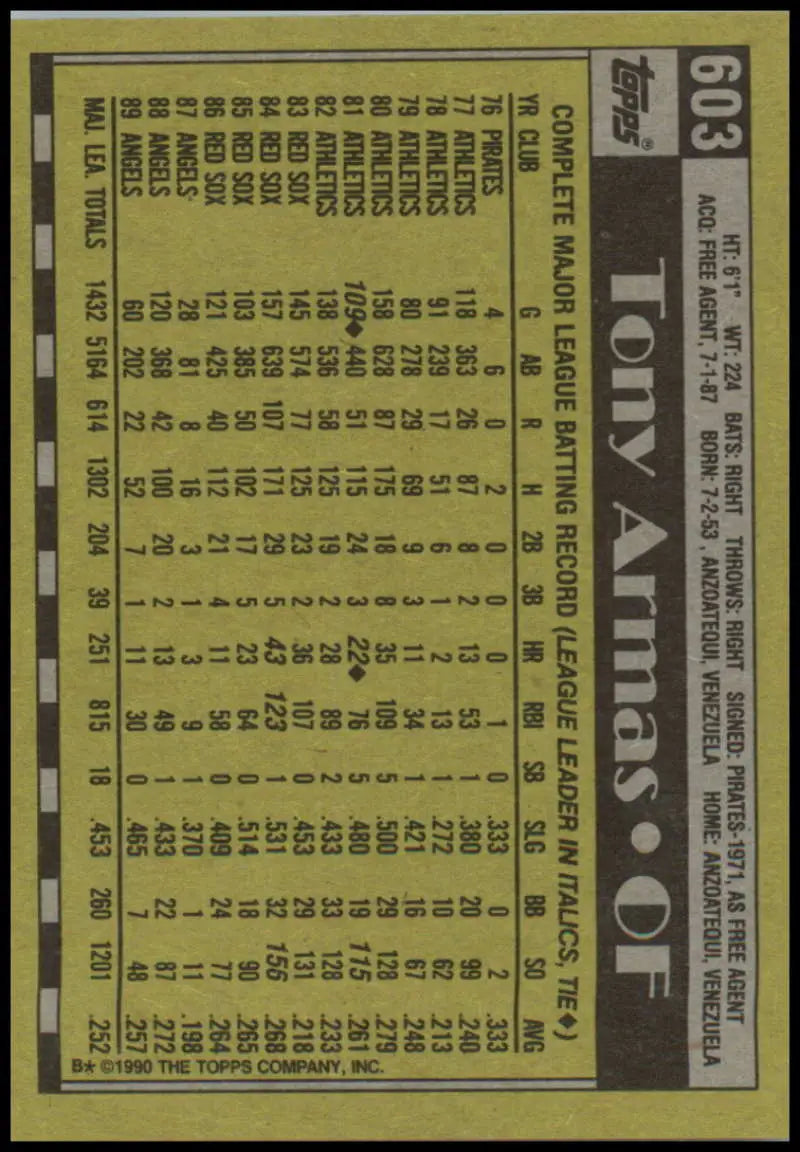 603
HT: 6'1" WT: 224 BATS: RIGHT THROWS: RIGHT SIGNED: PIRATES-1971, AS FREE AGENT
ACQ: FREE AGENT, 7-1-87 BORN: 7-2-53 , ANZOATEQUI, VENEZUELA HOME: ANZOATEQUI, VENEZUELA
Topps®
Tony Armas • OF
COMPLETE MAJOR LEAGUE BATTING RECORD (LEAGUE LEADER IN ITALICS, TIE◆)
YR CLUB G AB R H 2B 3B HR RBI SB SLG BB SO AVG
76 PIRATES 4 6 0 2 0 0 0 1 0 .333 0 2 .333
77 ATHLETICS 118 363 26 87 8 2 13 53 1 .380 20 99 .240
78 ATHLETICS 91 239 17 51 6 1 2 13 1 .272 10 62 .213
79 ATHLETICS 80 278 29 69 9 3 11 34 1 .421 16 67 .248
80 ATHLETICS 158 628 87 175 18 8 35 109 5 .500 29 128 .279
81 ATHLETICS 109◆ 440 51 115 24 3 22◆ 76 5 .480 19 115 .261
82 ATHLETICS 138 536 58 125 19 2 28 89 2 .433 33 128 .233
83 RED SOX 145 574 77 125 23 2 36 107 0 .453 29 131 .218
84 RED SOX 157 639 107 171 29 5 43 123 1 .531 32 156 .268
85 RED SOX 103 385 50 102 17 5 23 64 0 .514 18 90 .265
86 RED SOX 121 425 40 112 21 4 11 58 0 .409 24 77 .264
87 ANGELS 28 81 8 16 3 1 3 9 1 .370 1 11 .198
88 ANGELS 120 368 42 100 20 2 13 49 1 .433 22 87 .272
89 ANGELS 60 202 22 52 7 1 11 30 0 .465 7 48 .257
MAJ. LEA. TOTALS 1432 5164 614 1302 204 39 251 815 18 .453 260 1201 .252
B* ©1990 THE TOPPS COMPANY, INC.